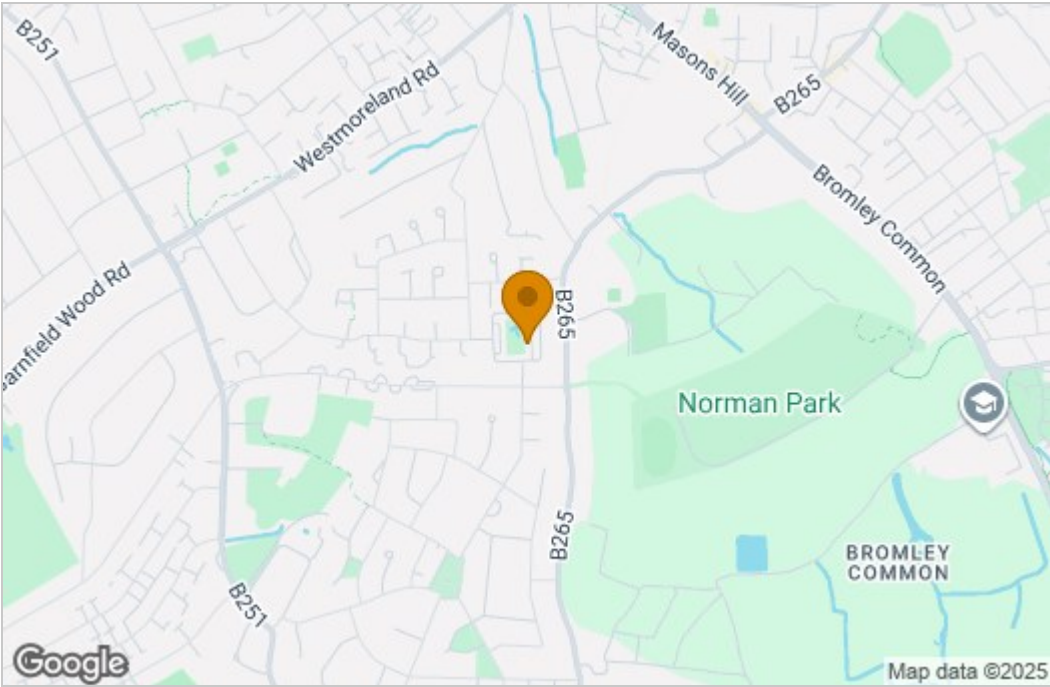 B251
Masons Hill
B265
Westmoreland Rd
Bromley Common
B265
Barnfield Wood Rd
Norman Park
B265
BROMLEY
COMMON
B251
Google
Map data ©2025